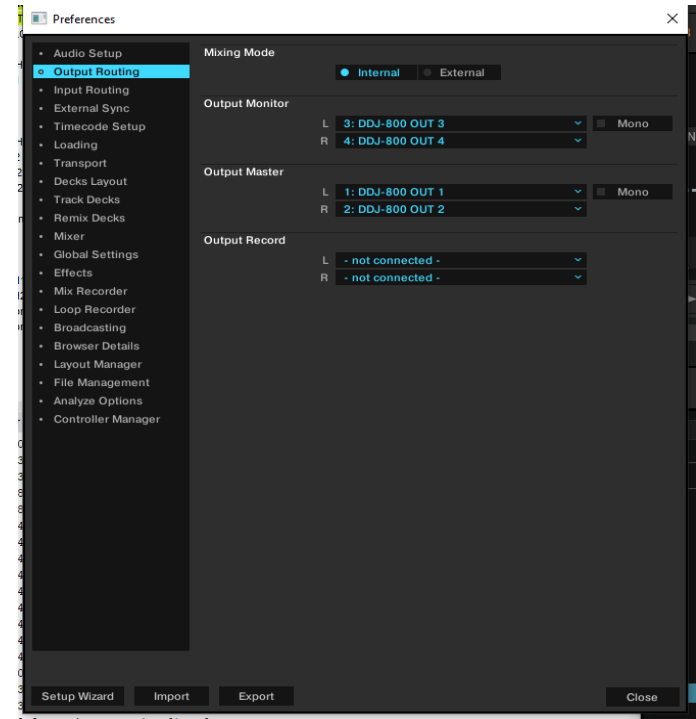 Preferences
Audio Setup
Output Routing
Input Routing
External Sync
Timecode Setup
Loading
Transport
Decks Layout
Track Decks
Remix Decks
Mixer
Global Settings
Effects
Mix Recorder
Loop Recorder
Broadcasting
Browser Details
Layout Manager
File Management
Analyze Options
Controller Manager
Mixing Mode
Internal External
Output Monitor
L 3: DDJ-800 OUT 3 Mono
R 4: DDJ-800 OUT 4
Output Master
L 1: DDJ-800 OUT 1 Mono
R 2: DDJ-800 OUT 2
Output Record
L - not connected -
R - not connected -
Setup Wizard Import Export Close